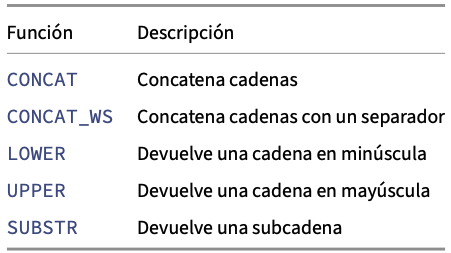 Función Descripción
CONCAT Concatena cadenas
CONCAT_WS Concatena cadenas con un separador
LOWER Devuelve una cadena en minúscula
UPPER Devuelve una cadena en mayúscula
SUBSTR Devuelve una subcadena